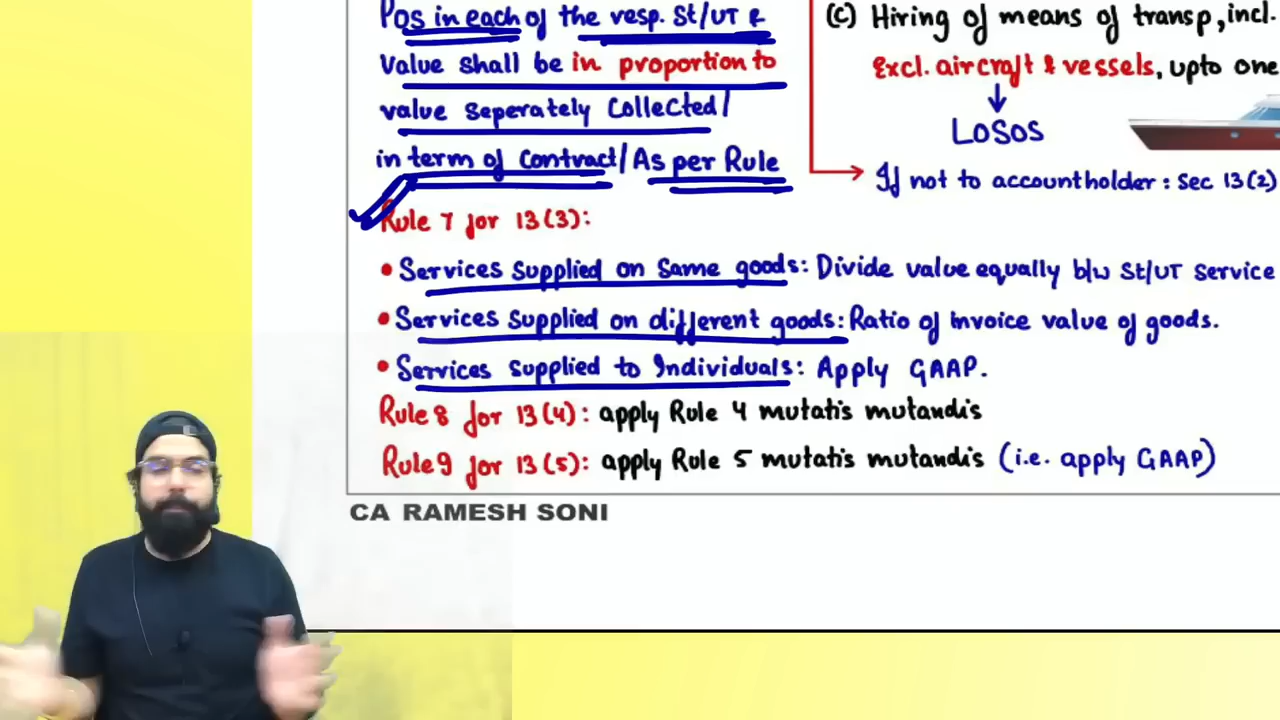 Pos in each of the resp. St/UT &
Value shall be in proportion to
value seperately Collected/
in term of Contract/As per Rule
Rule 7 for 13(3):
• Services Supplied on Same goods: Divide value equally b/w St/UT service
• Services Supplied on different goods: Ratio of Invoice value of goods.
• Services Supplied to Individuals: Apply GAAP.
Rule 8 for 13(4): apply Rule 4 mutatis mutandis
Rule 9 for 13(5): apply Rule 5 mutatis mutandis (i.e. apply GAAP)
(C) Hiring of means of transp, incl.
Excl. aircraft & vessels, upto one
LOSOS
If not to accountholder: Sec 13(2)
CA RAMESH SONI